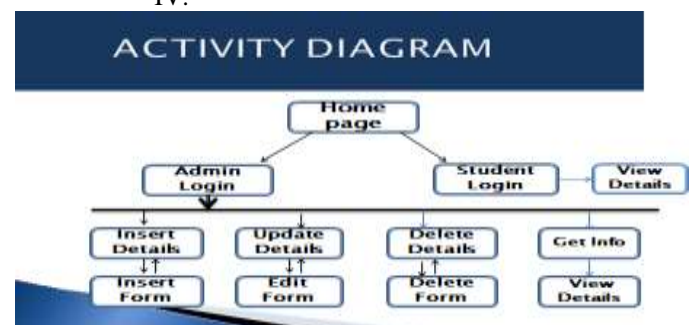 IV.
ACTIVITY DIAGRAM
Home
page
Admin
Login
Student
Login
View
Details
Insert
Details
Update
Details
Delete
Details
Get Info
Insert
Form
Edit
Form
Delete
Form
View
Details